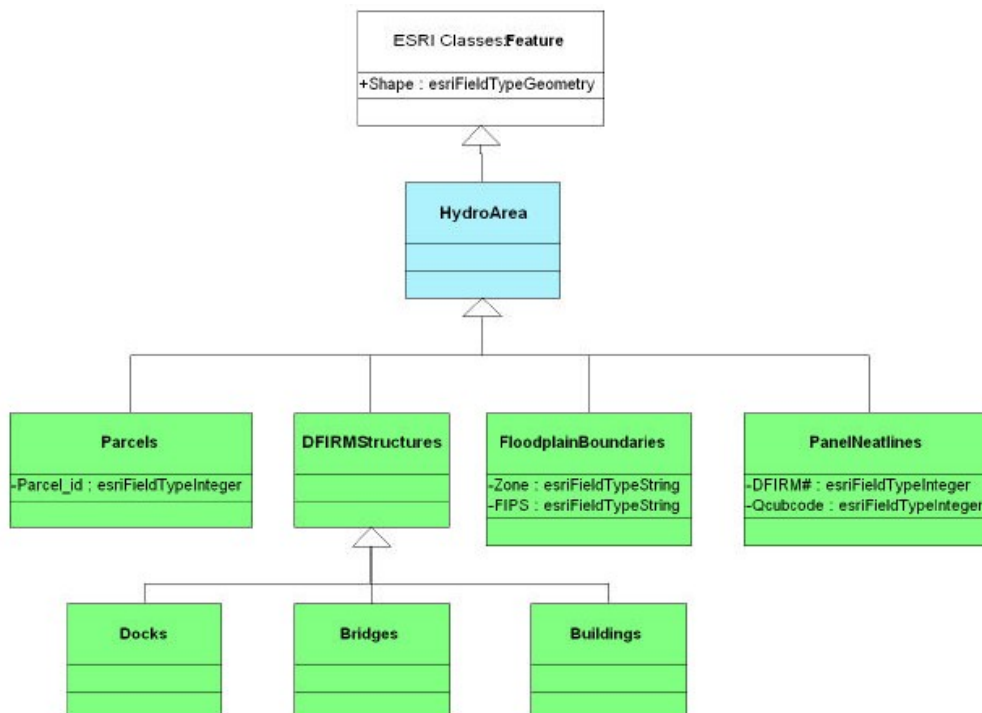 ESRI Classes:Feature
+Shape : esriFieldTypeGeometry
HydroArea
Parcels
-Parcel_id : esriFieldTypeInteger
DFIRMStructures
FloodplainBoundaries
-Zone : esriFieldTypeString
-FIPS : esriFieldTypeString
PanelNeatlines
-DFIRM# : esriFieldTypeInteger
-Qcubcode : esriFieldTypeInteger
Docks
Bridges
Buildings